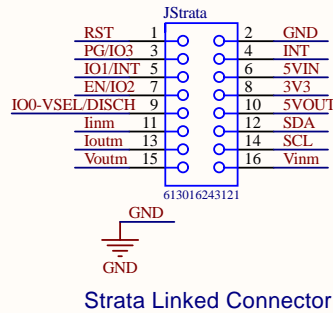 JStrata
RST 1 2 GND
PG/IO3 3 4 INT
IO1/INT 5 6 5VIN
EN/IO2 7 8 3V3
IO0-VSEL/DISCH 9 10 5VOUT
Iinm 11 12 SDA
Ioutm 13 14 SCL
Voutm 15 16 Vinm
613016243121
GND
GND
Strata Linked Connector